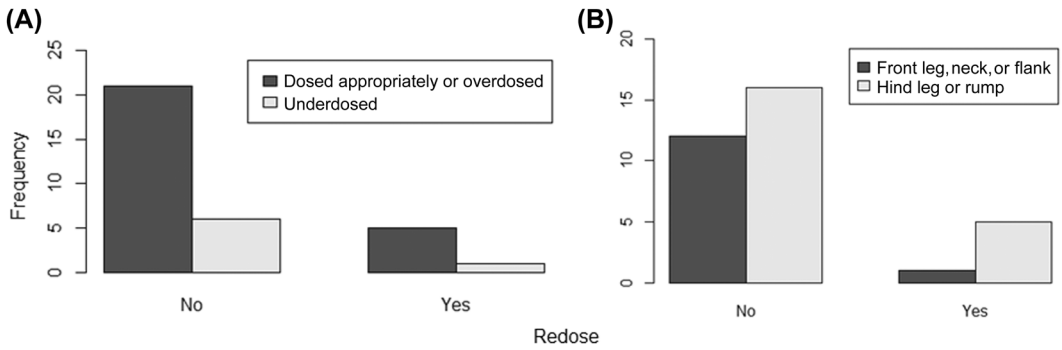 (A)
25
20
15
10
5
0
Frequency
Dosed appropriately or overdosed
Underdosed
No
Yes
(B)
20
15
10
5
0
Front leg, neck, or flank
Hind leg or rump
No
Yes
Redose